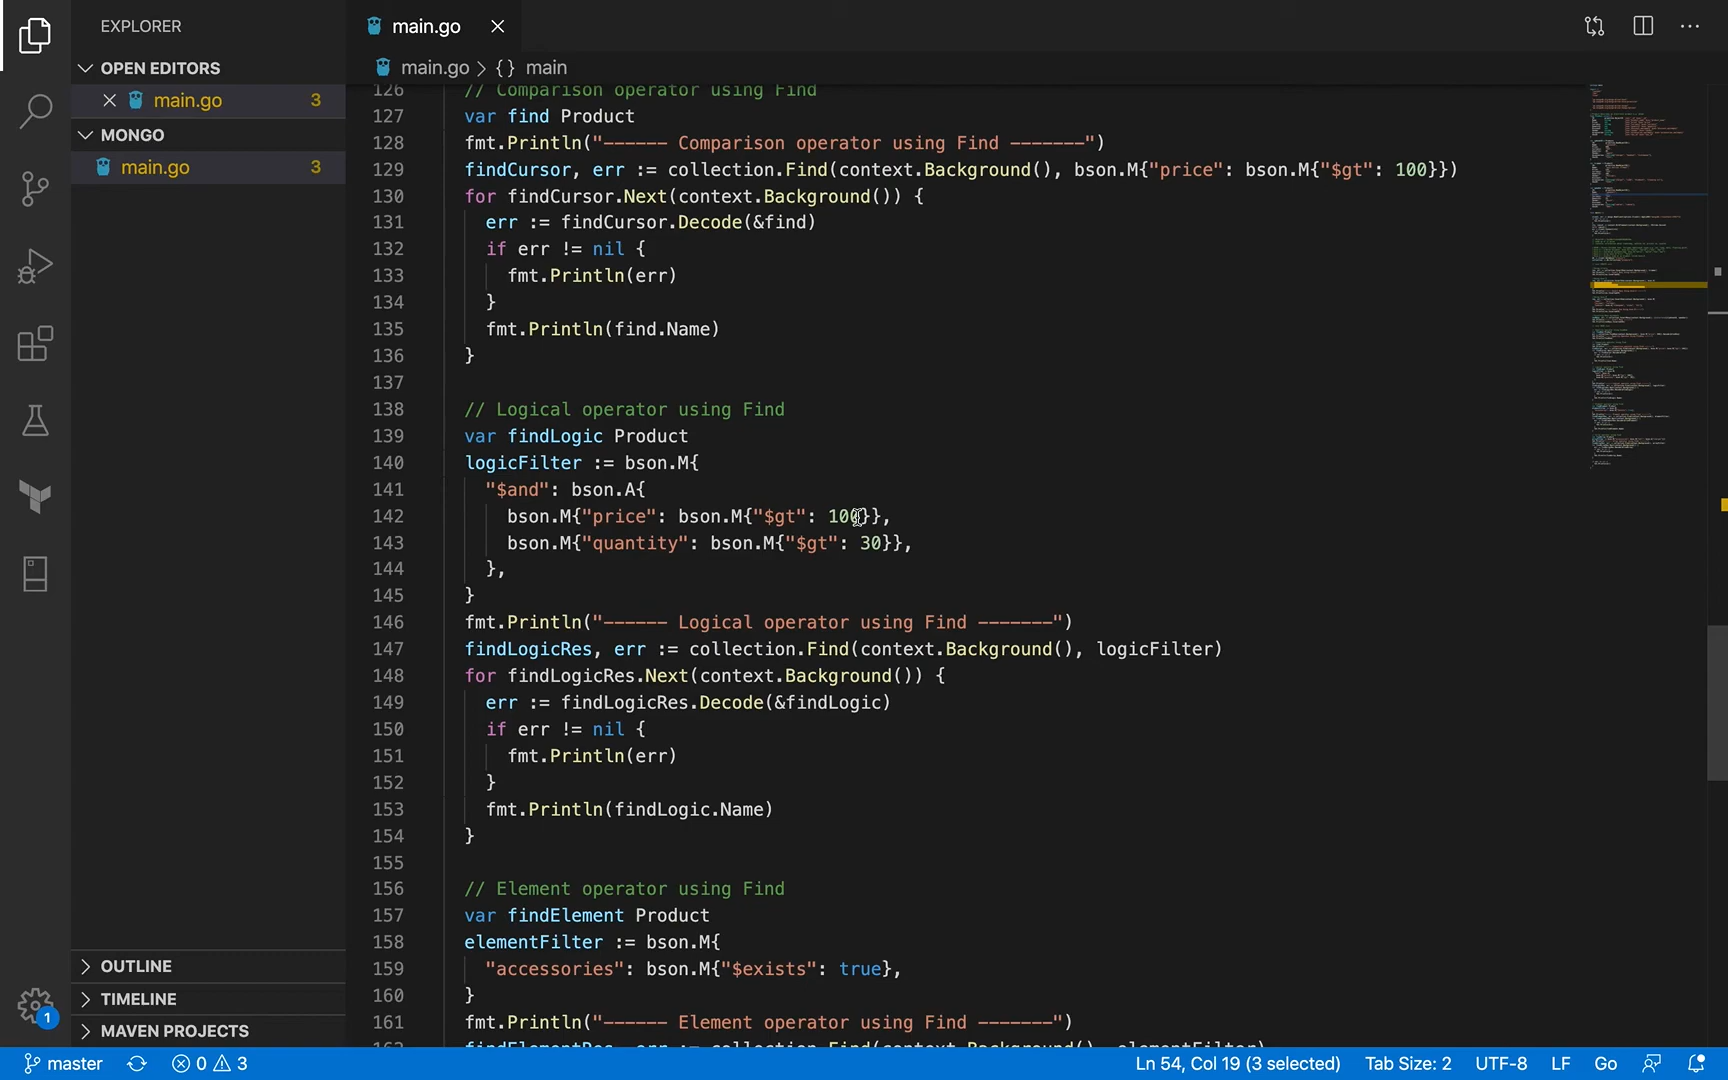 EXPLORER
OPEN EDITORS
main.go 3
MONGO
main.go 3
OUTLINE
TIMELINE
MAVEN PROJECTS
1
main.go
main.go > {} main
126 // Comparison operator using Find
127 var find Product
128 fmt.Println("—————— Comparison operator using Find ———————")
129 findCursor, err := collection.Find(context.Background(), bson.M{"price": bson.M{"$gt": 100}})
130 for findCursor.Next(context.Background()) {
131 err := findCursor.Decode(&find)
132 if err != nil {
133 fmt.Println(err)
134 }
135 fmt.Println(find.Name)
136 }
137
138 // Logical operator using Find
139 var findLogic Product
140 logicFilter := bson.M{
141 "$and": bson.A{
142 bson.M{"price": bson.M{"$gt": 100}},
143 bson.M{"quantity": bson.M{"$gt": 30}},
144 },
145 }
146 fmt.Println("—————— Logical operator using Find ———————")
147 findLogicRes, err := collection.Find(context.Background(), logicFilter)
148 for findLogicRes.Next(context.Background()) {
149 err := findLogicRes.Decode(&findLogic)
150 if err != nil {
151 fmt.Println(err)
152 }
153 fmt.Println(findLogic.Name)
154 }
155
156 // Element operator using Find
157 var findElement Product
158 elementFilter := bson.M{
159 "accessories": bson.M{"$exists": true},
160 }
161 fmt.Println("—————— Element operator using Find ———————")
162 findElementRes, err := collection.Find(context.Background(), elementFilter)
master 0 3 Ln 54, Col 19 (3 selected) Tab Size: 2 UTF-8 LF Go